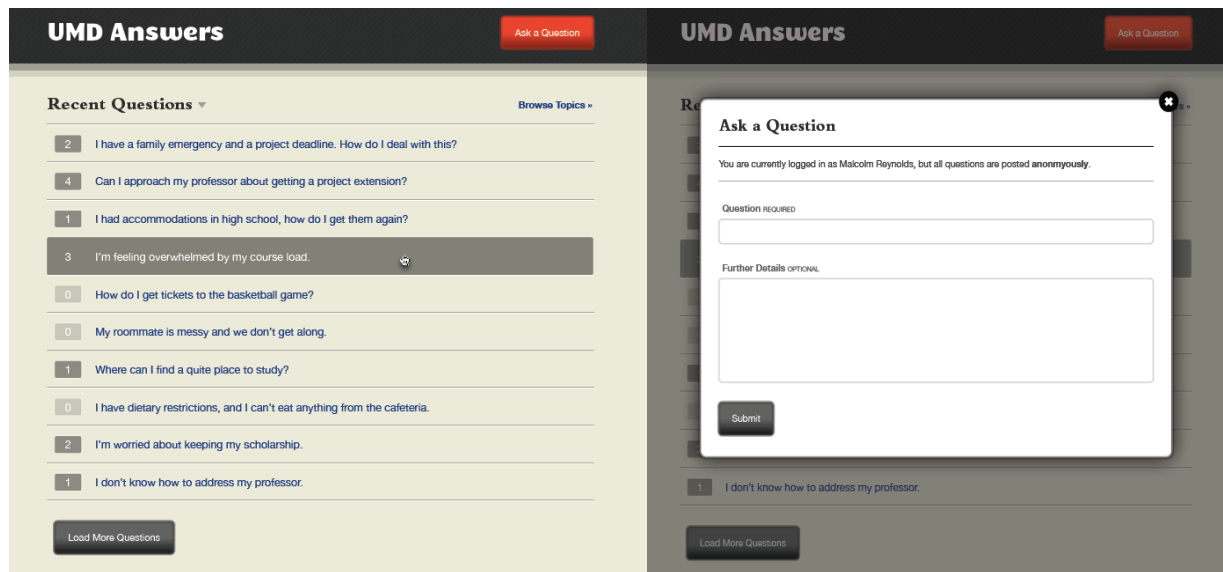 UMD Answers
Ask a Question
Recent Questions
Browse Topics »
2 I have a family emergency and a project deadline. How do I deal with this?
4 Can I approach my professor about getting a project extension?
1 I had accommodations in high school, how do I get them again?
3 I'm feeling overwhelmed by my course load.
0 How do I get tickets to the basketball game?
0 My roommate is messy and we don't get along.
1 Where can I find a quite place to study?
0 I have dietary restrictions, and I can't eat anything from the cafeteria.
2 I'm worried about keeping my scholarship.
1 I don't know how to address my professor.
Load More Questions
UMD Answers
Ask a Question
Re
s »
Ask a Question
You are currently logged in as Malcolm Reynolds, but all questions are posted anonmyously.
Question REQUIRED
Further Details OPTIONAL
Submit
1 I don't know how to address my professor.
Load More Questions